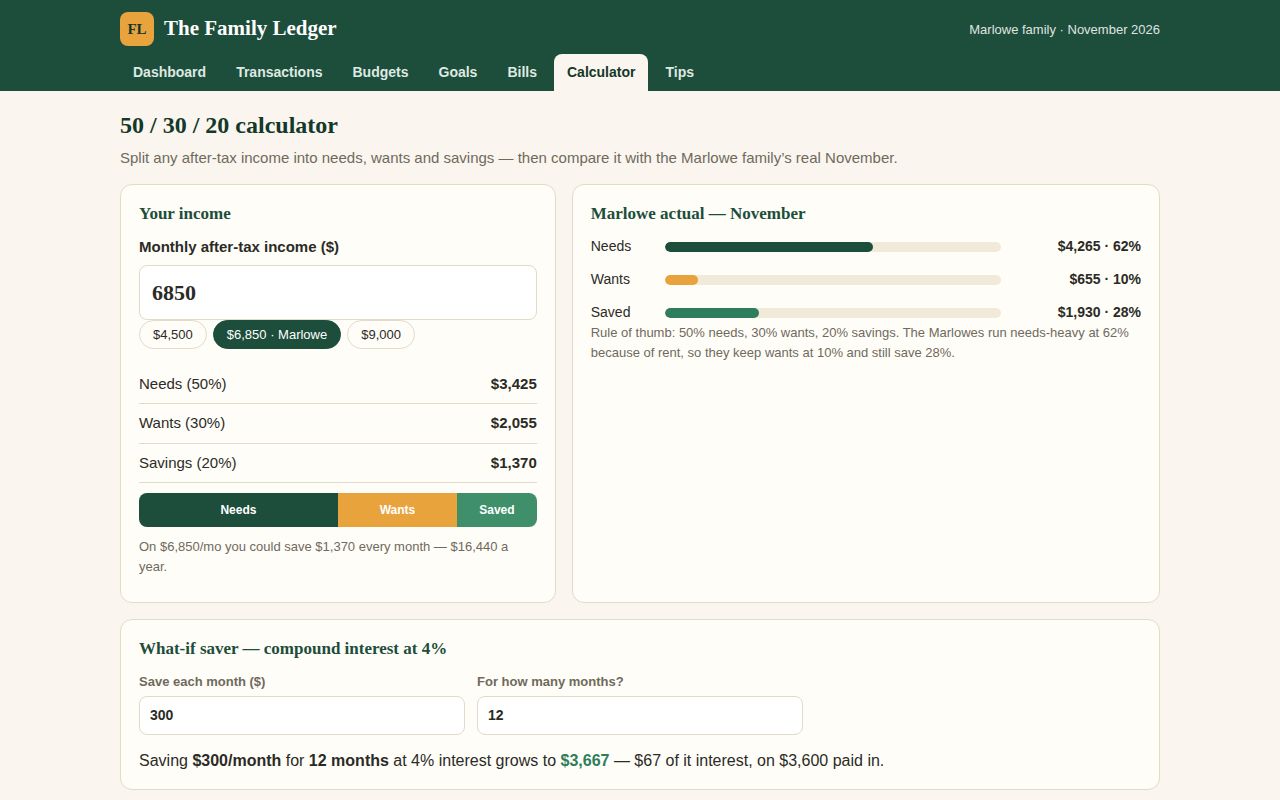 FL The Family Ledger
Marlowe family · November 2026
Dashboard Transactions Budgets Goals Bills Calculator Tips
50 / 30 / 20 calculator
Split any after-tax income into needs, wants and savings — then compare it with the Marlowe family’s real November.
Your income
Monthly after-tax income ($)
6850
$4,500 $6,850 · Marlowe $9,000
Needs (50%) $3,425
Wants (30%) $2,055
Savings (20%) $1,370
Needs Wants Saved
On $6,850/mo you could save $1,370 every month — $16,440 a
year.
Marlowe actual — November
Needs $4,265 · 62%
Wants $655 · 10%
Saved $1,930 · 28%
Rule of thumb: 50% needs, 30% wants, 20% savings. The Marlowes run needs-heavy at 62%
because of rent, so they keep wants at 10% and still save 28%.
What-if saver — compound interest at 4%
Save each month ($) For how many months?
300 12
Saving $300/month for 12 months at 4% interest grows to $3,667 — $67 of it interest, on $3,600 paid in.